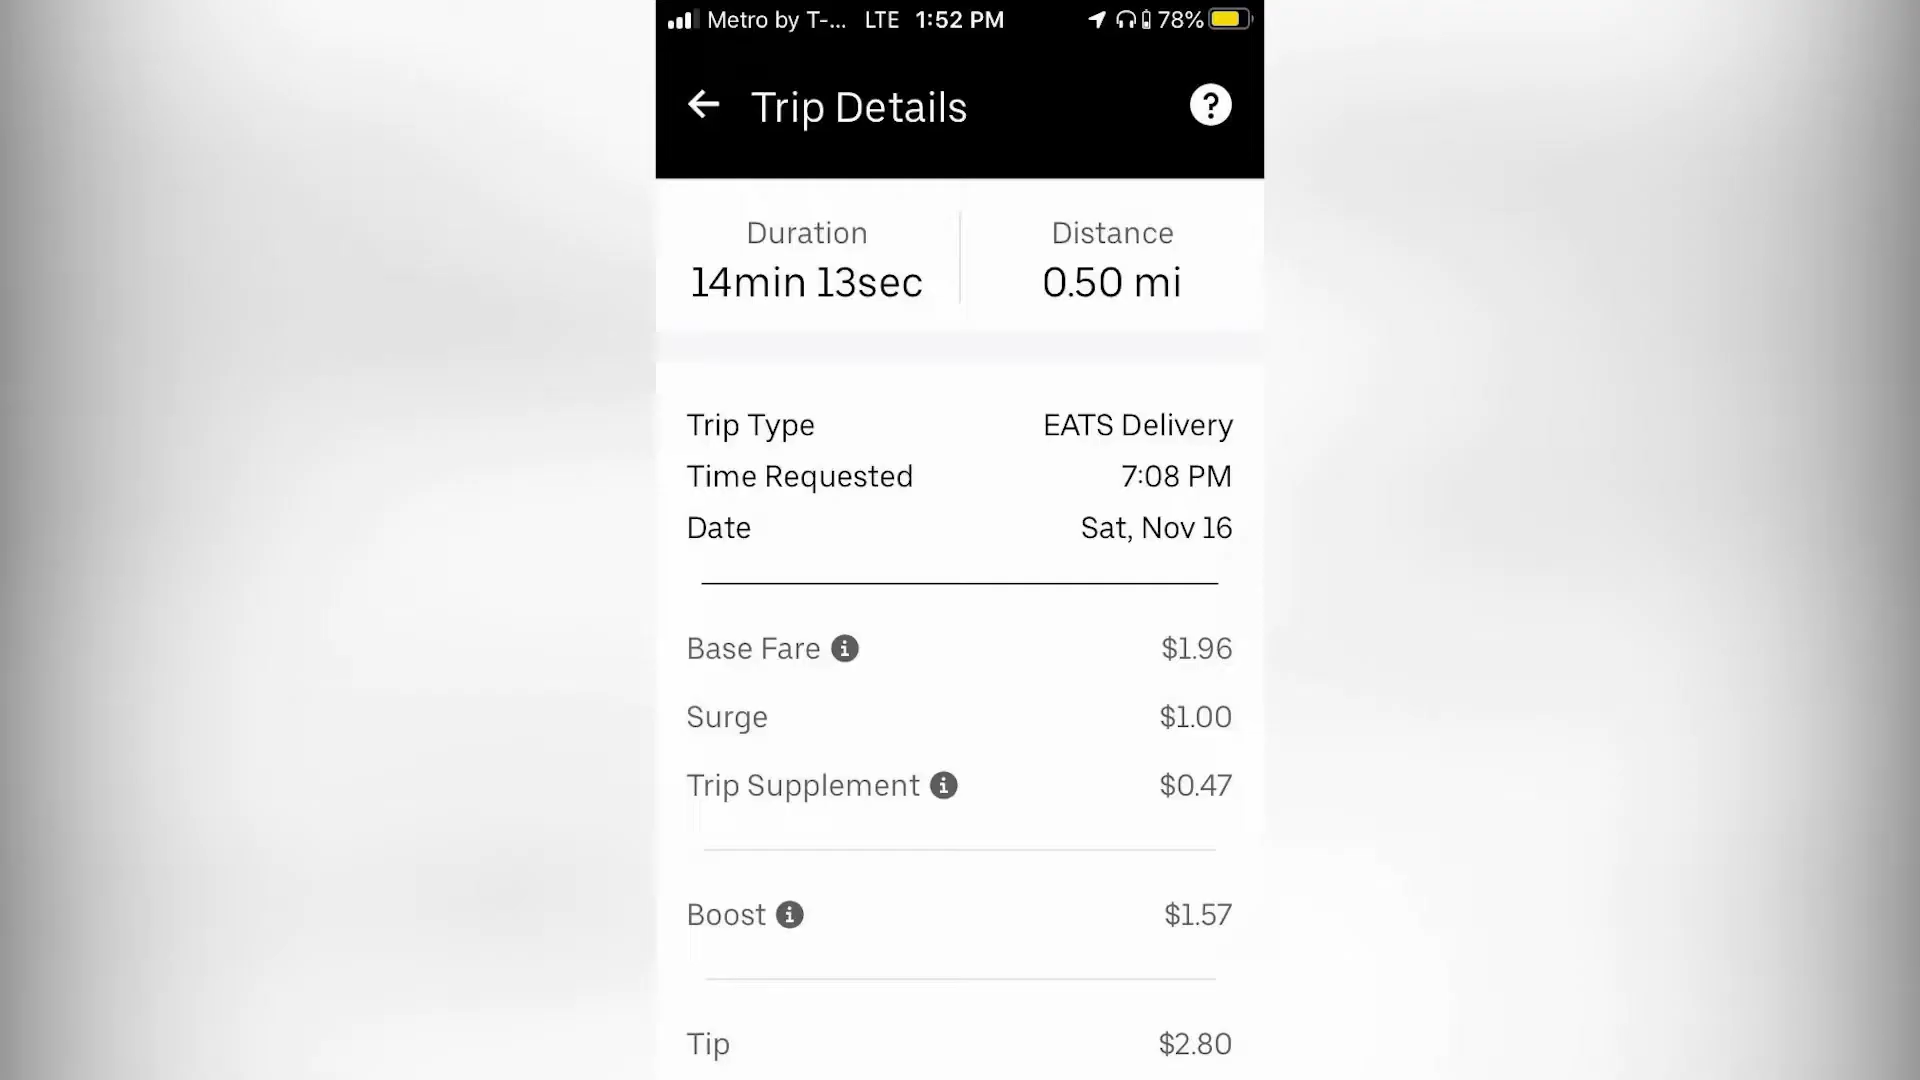 Metro by T-... LTE 1:52 PM 78%
Trip Details ?
Duration Distance
14min 13sec 0.50 mi
Trip Type EATS Delivery
Time Requested 7:08 PM
Date Sat, Nov 16
Base Fare i $1.96
Surge $1.00
Trip Supplement i $0.47
Boost i $1.57
Tip $2.80